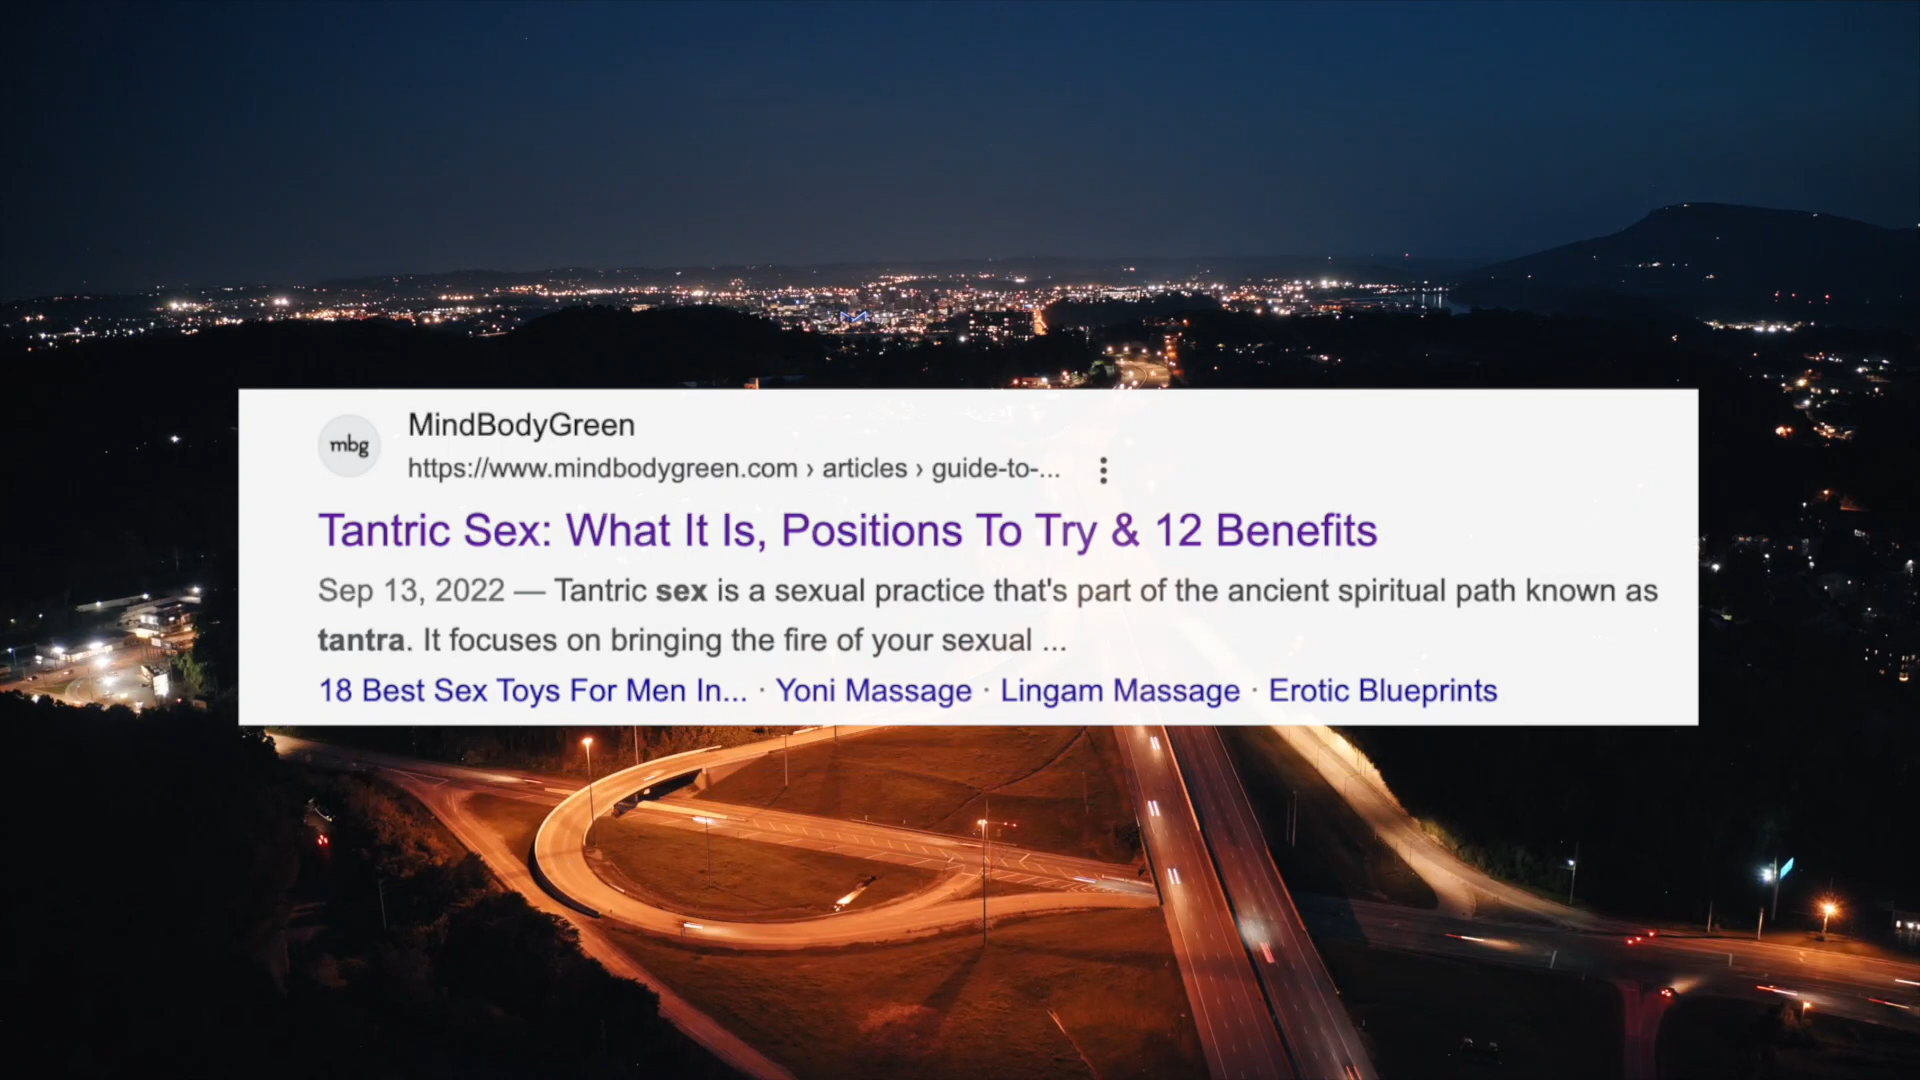 MindBodyGreen
mbg
https://www.mindbodygreen.com › articles › guide-to-...
Tantric Sex: What It Is, Positions To Try & 12 Benefits
Sep 13, 2022 — Tantric sex is a sexual practice that's part of the ancient spiritual path known as
tantra. It focuses on bringing the fire of your sexual ...
18 Best Sex Toys For Men In... · Yoni Massage · Lingam Massage · Erotic Blueprints